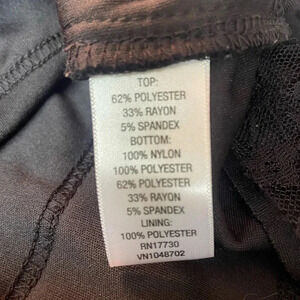 TOP:
62% POLYESTER
33% RAYON
5% SPANDEX
BOTTOM:
100% NYLON
100% POLYESTER
62% POLYESTER
33% RAYON
5% SPANDEX
LINING:
100% POLYESTER
RN17730
VN1048702